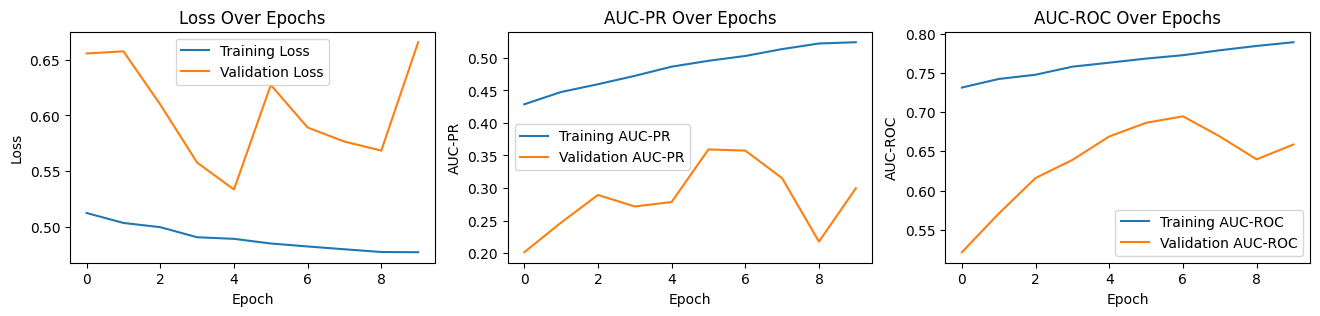 Loss Over Epochs
Training Loss
Validation Loss
0.65
0.60
0.55
0.50
Loss
0 2 4 6 8
Epoch
AUC-PR Over Epochs
Training AUC-PR
Validation AUC-PR
0.50
0.45
0.40
0.35
0.30
0.25
0.20
AUC-PR
0 2 4 6 8
Epoch
AUC-ROC Over Epochs
0.80
0.75
0.70
0.65
0.60
0.55
AUC-ROC
Training AUC-ROC
Validation AUC-ROC
0 2 4 6 8
Epoch